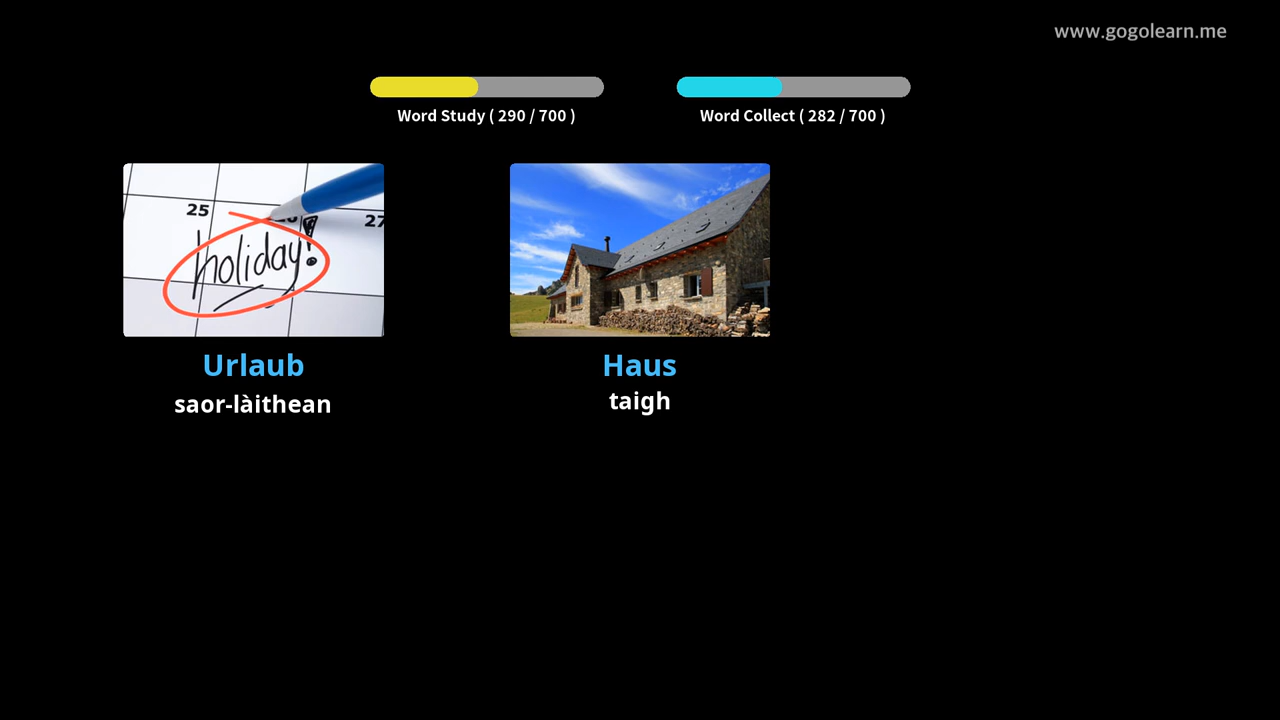 www.gogolearn.me
Word Study ( 290 / 700 )
Word Collect ( 282 / 700 )
25
27
holiday!
Urlaub
Haus
saor-làithean
taigh